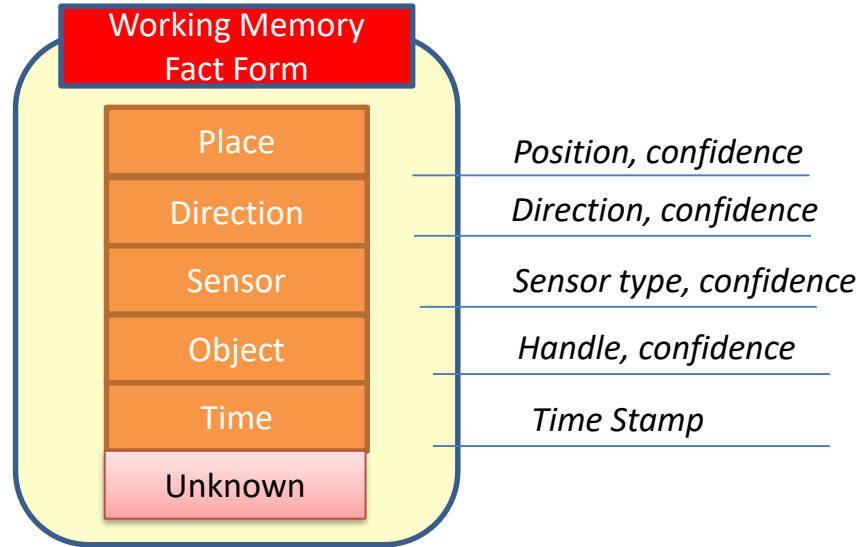 Working Memory
Fact Form
Place
Position, confidence
Direction
Direction, confidence
Sensor
Sensor type, confidence
Object
Handle, confidence
Time
Time Stamp
Unknown